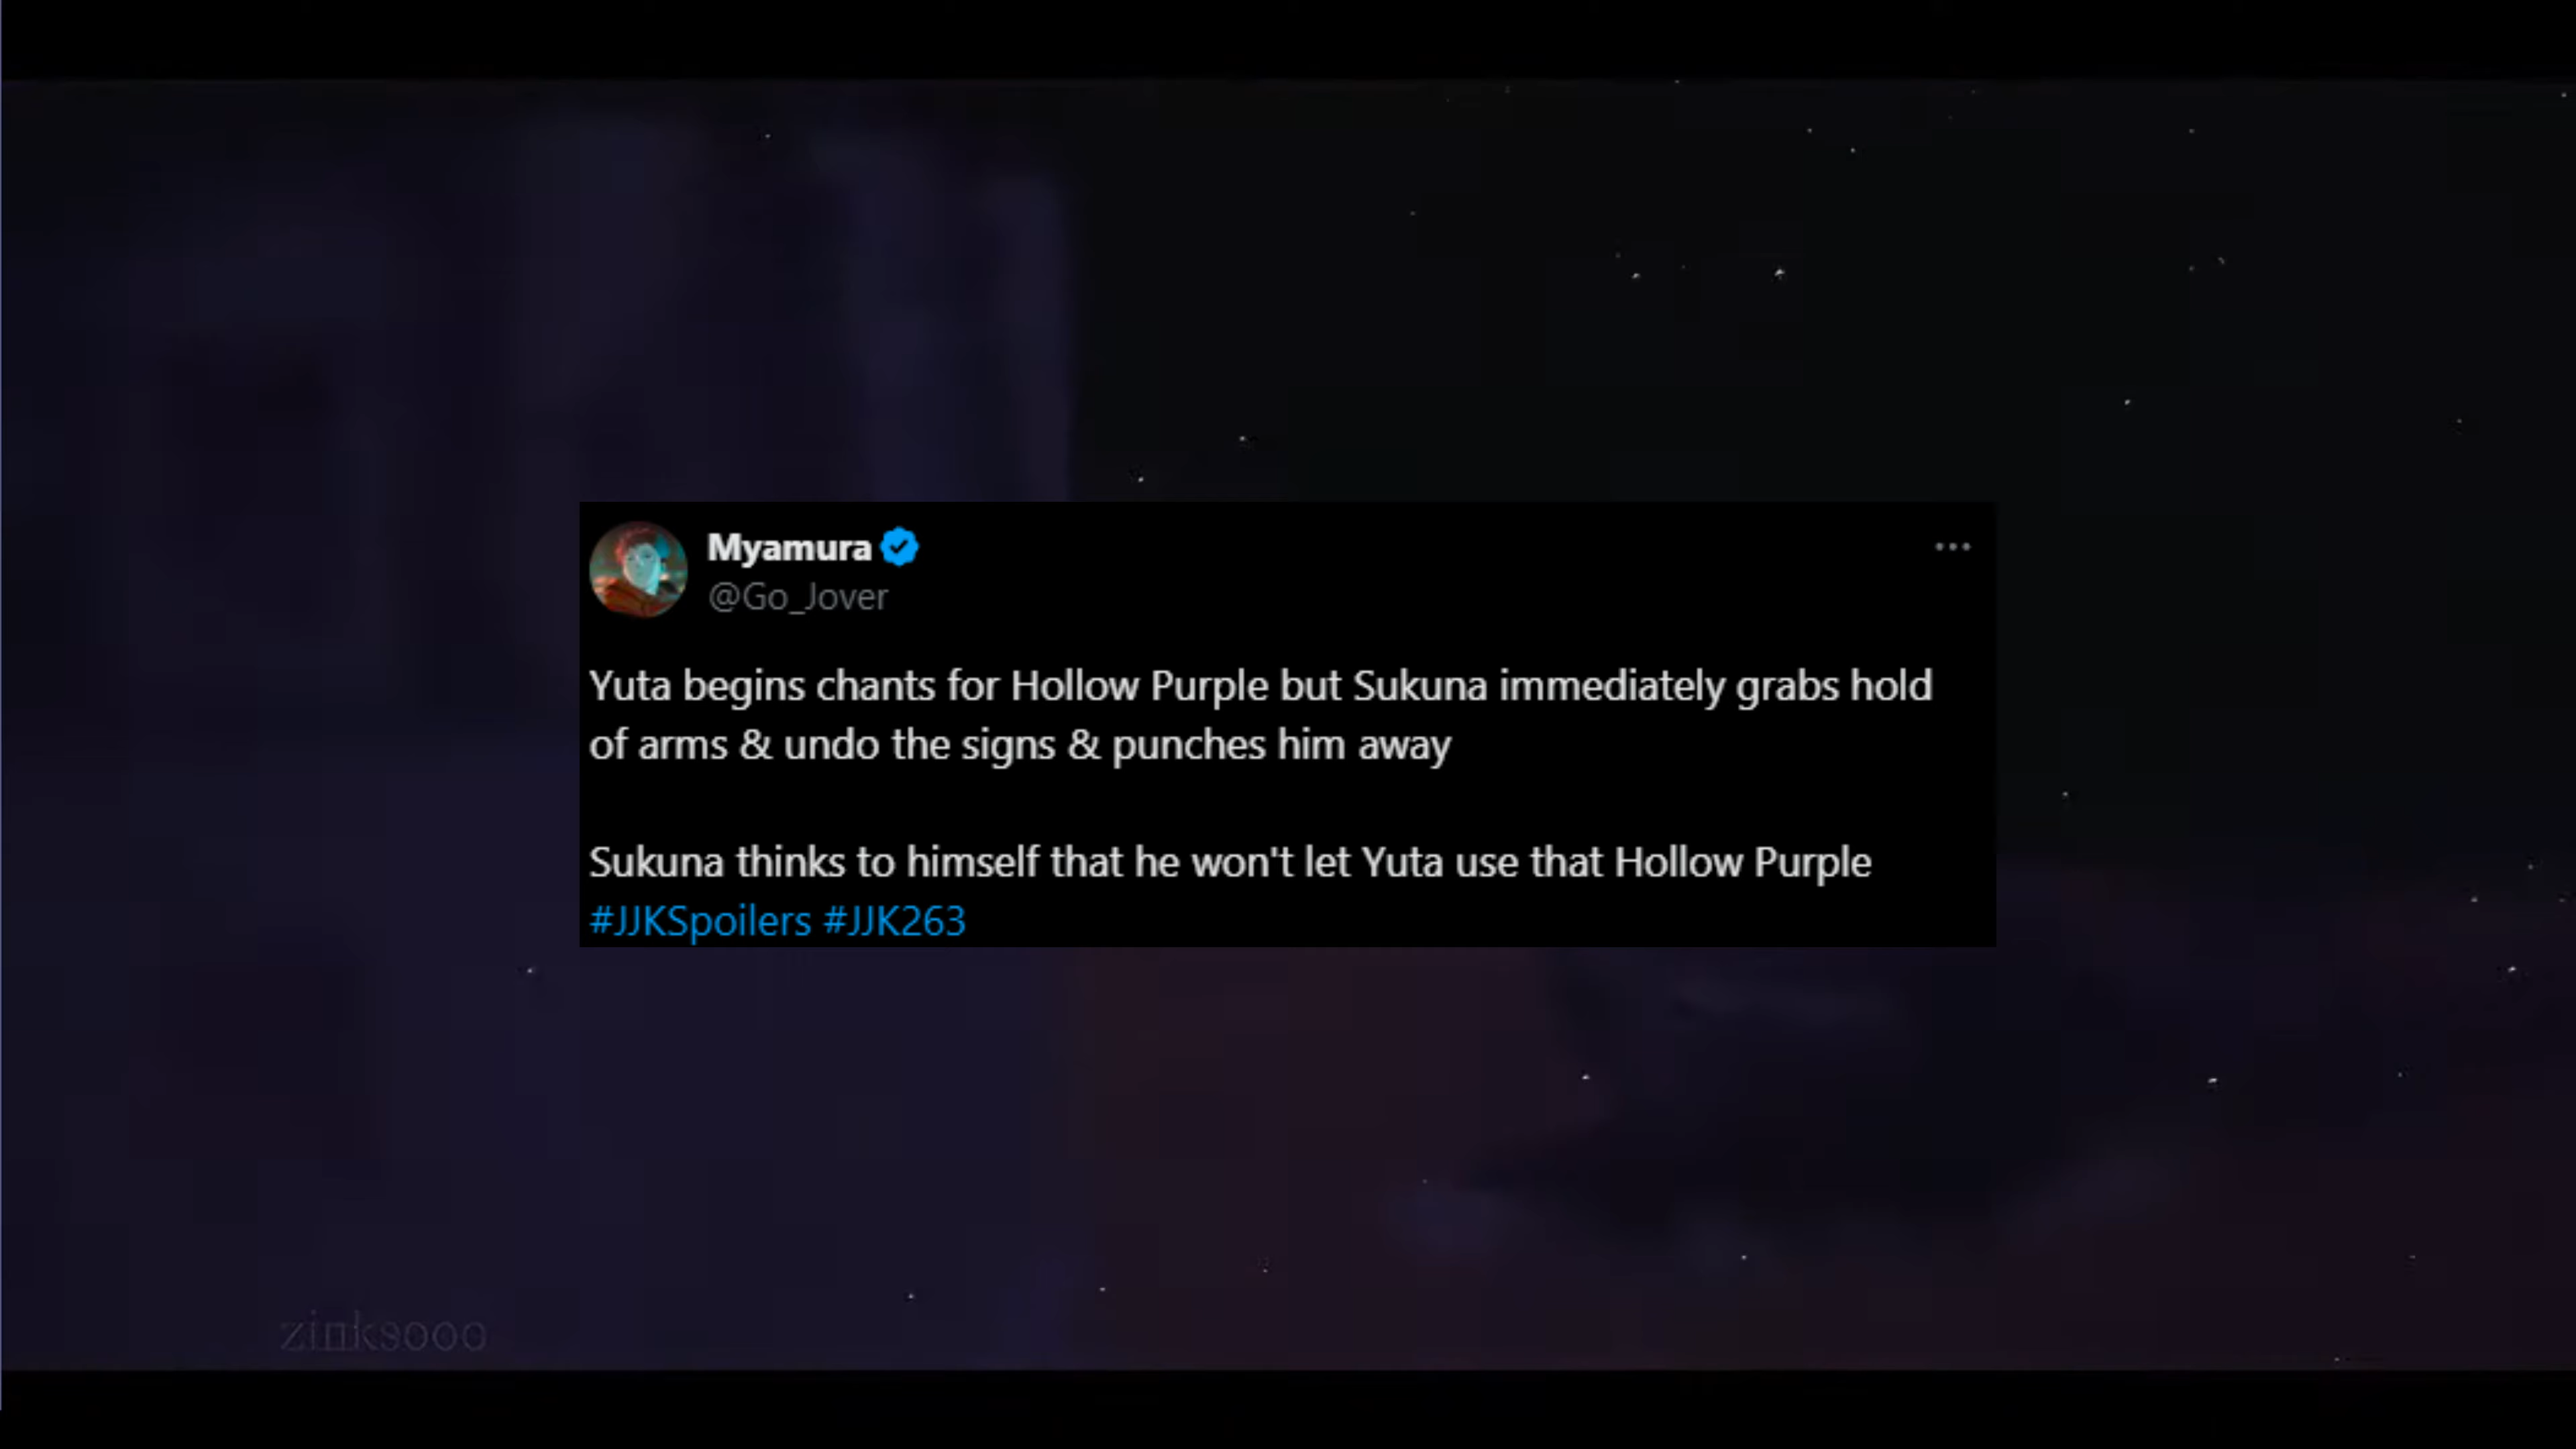 Myamura
@Go_Jover
Yuta begins chants for Hollow Purple but Sukuna immediately grabs hold
of arms & undo the signs & punches him away
Sukuna thinks to himself that he won't let Yuta use that Hollow Purple
#JJKSpoilers #JJK263
zinksooo